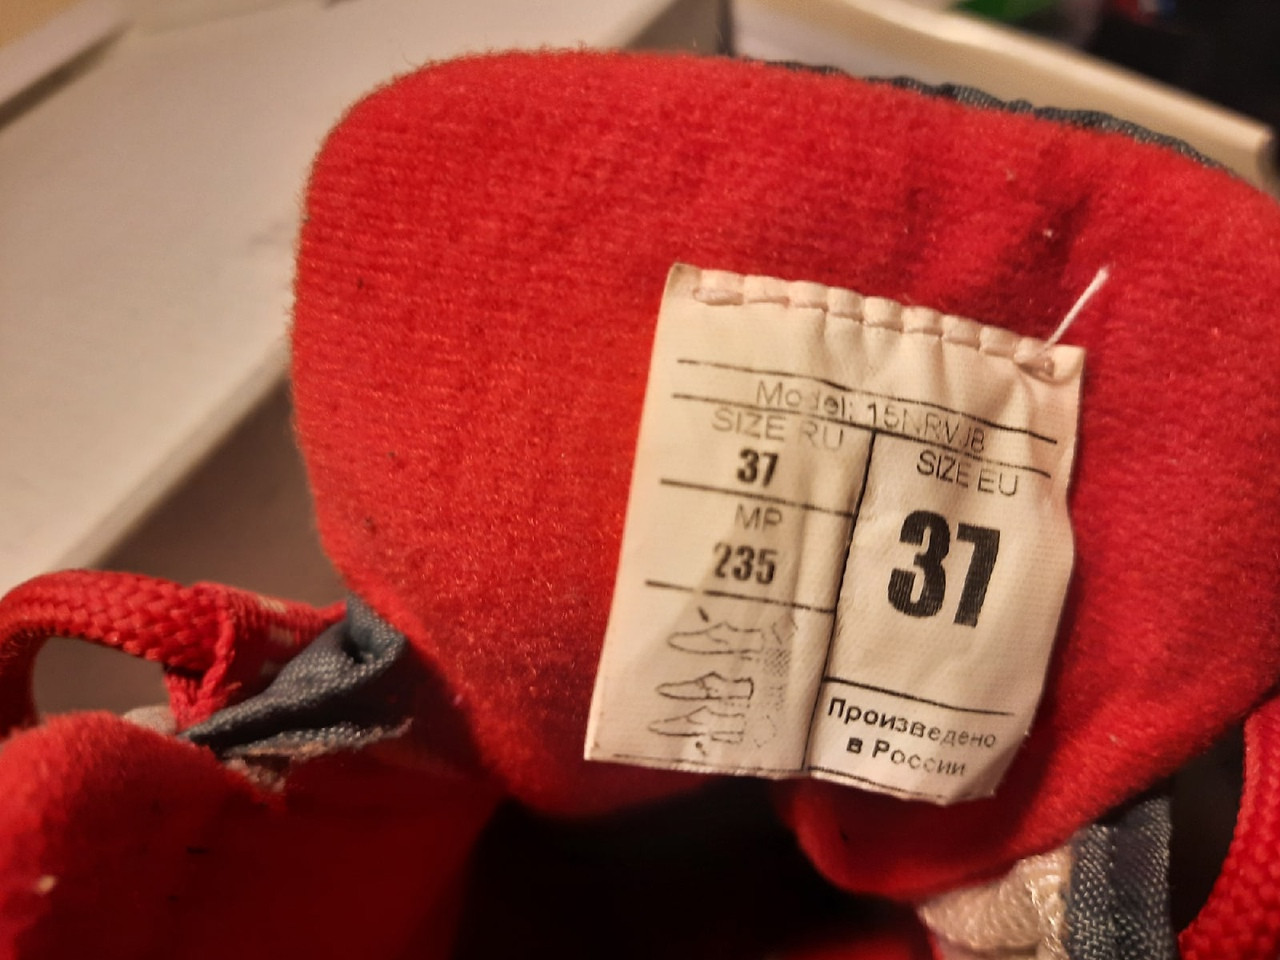 Model: 15NRVJ8
SIZE RU
37
MP
235
SIZE EU
37
Произведено
в России